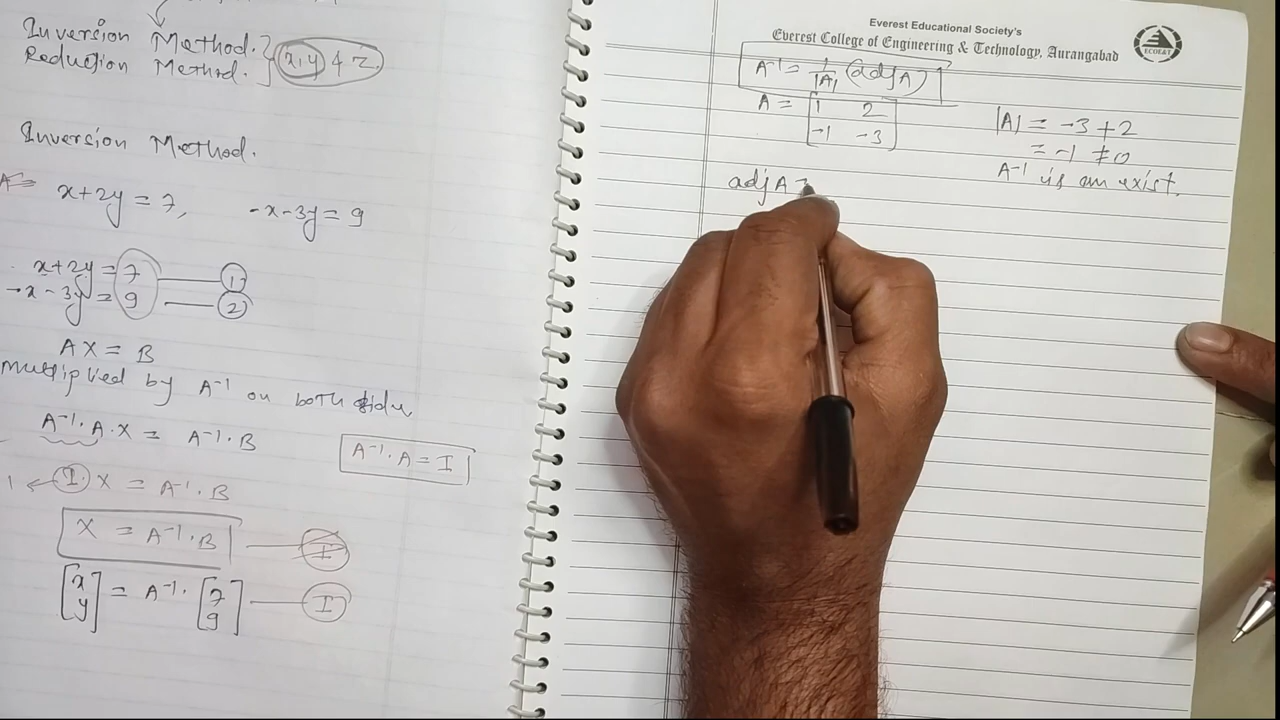 Inversion Method.
Reduction Method. } x, y & z
Inversion Method.
x+2y = 7, -x-3y = 9
x+2y = 7 — 1
-x-3y = 9 — 2
AX = B
multiplied by A⁻¹ on both side
A⁻¹·A·X = A⁻¹·B
A⁻¹·A = I
1 ← I X = A⁻¹·B
X = A⁻¹·B — I
[x y] = A⁻¹·[7 9] — I
Everest Educational Society's
Everest College of Engineering & Technology, Aurangabad
ECOE&T
A⁻¹ = 1/|A| (adj A)
A = [1 2
-1 -3]
|A| = -3+2
= -1 ≠ 0
A⁻¹ is an exist.
adj A =